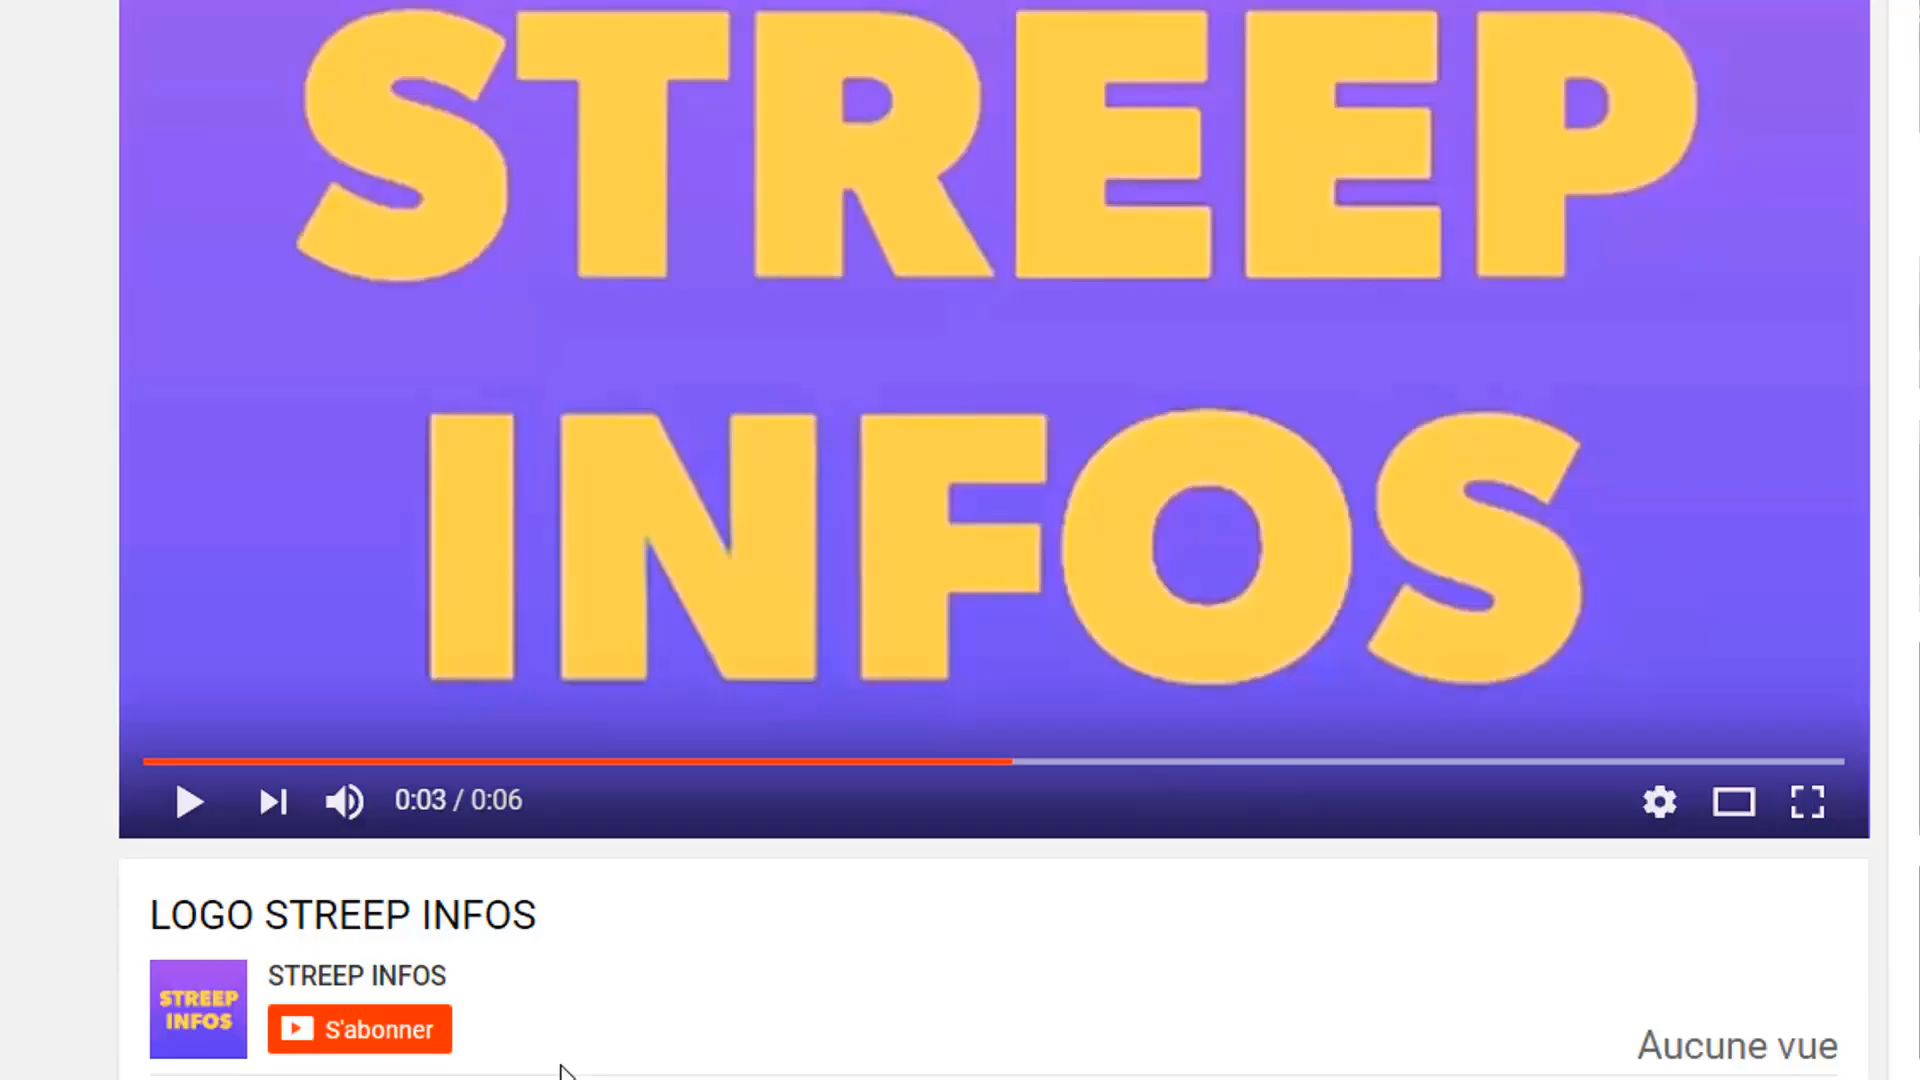 STREEP
INFOS
0:03 / 0:06
LOGO STREEP INFOS
STREEP INFOS
STREEP
INFOS
S'abonner
Aucune vue